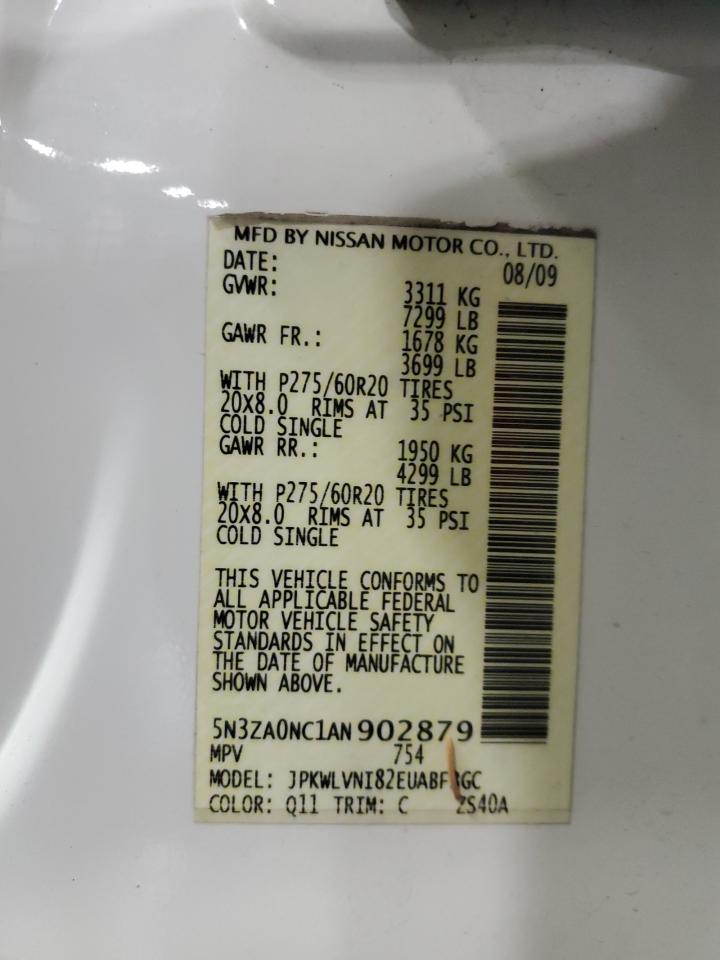 MFD BY NISSAN MOTOR CO., LTD.
DATE: 08/09
GVWR: 3311 KG
7299 LB
GAWR FR.: 1678 KG
3699 LB
WITH P275/60R20 TIRES
20X8.0 RIMS AT 35 PSI
COLD SINGLE
GAWR RR.: 1950 KG
4299 LB
WITH P275/60R20 TIRES
20X8.0 RIMS AT 35 PSI
COLD SINGLE
THIS VEHICLE CONFORMS TO
ALL APPLICABLE FEDERAL
MOTOR VEHICLE SAFETY
STANDARDS IN EFFECT ON
THE DATE OF MANUFACTURE
SHOWN ABOVE.
5N3ZA0NC1AN902879
MPV 754
MODEL:
COLOR: Q11 TRIM: C ZS40A